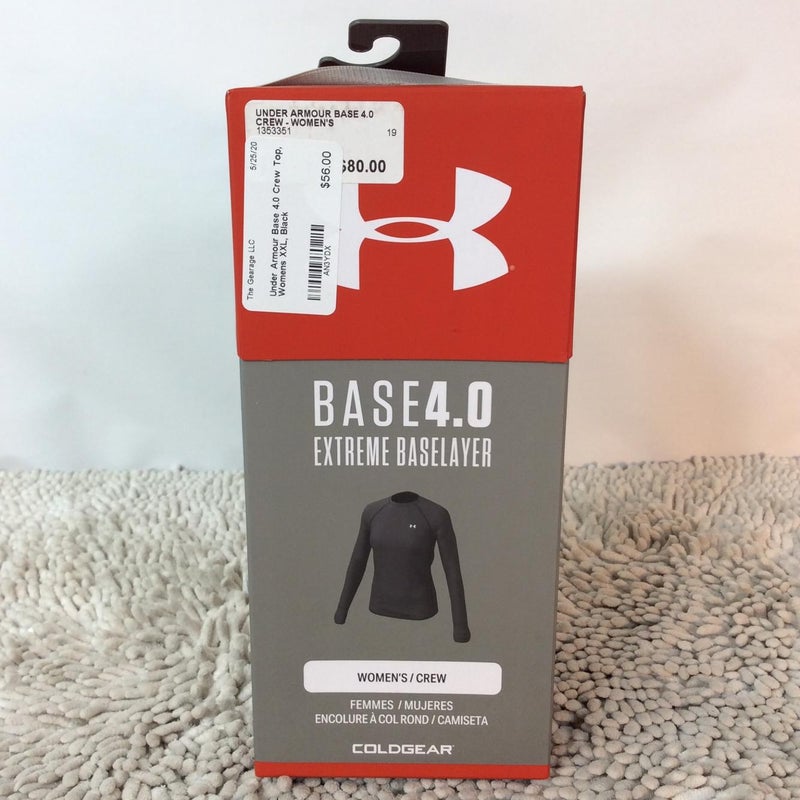 UNDER ARMOUR BASE 4.0
CREW - WOMEN'S
1353351 19
$80.00
5/25/20
$56.00
Under Armour Base 4.0 Crew Top,
Womens XXL, Black
AN3YDX
The Gearage LLC
BASE4.0
EXTREME BASELAYER
WOMEN'S / CREW
FEMMES / MUJERES
ENCOLURE À COL ROND / CAMISETA
COLDGEAR